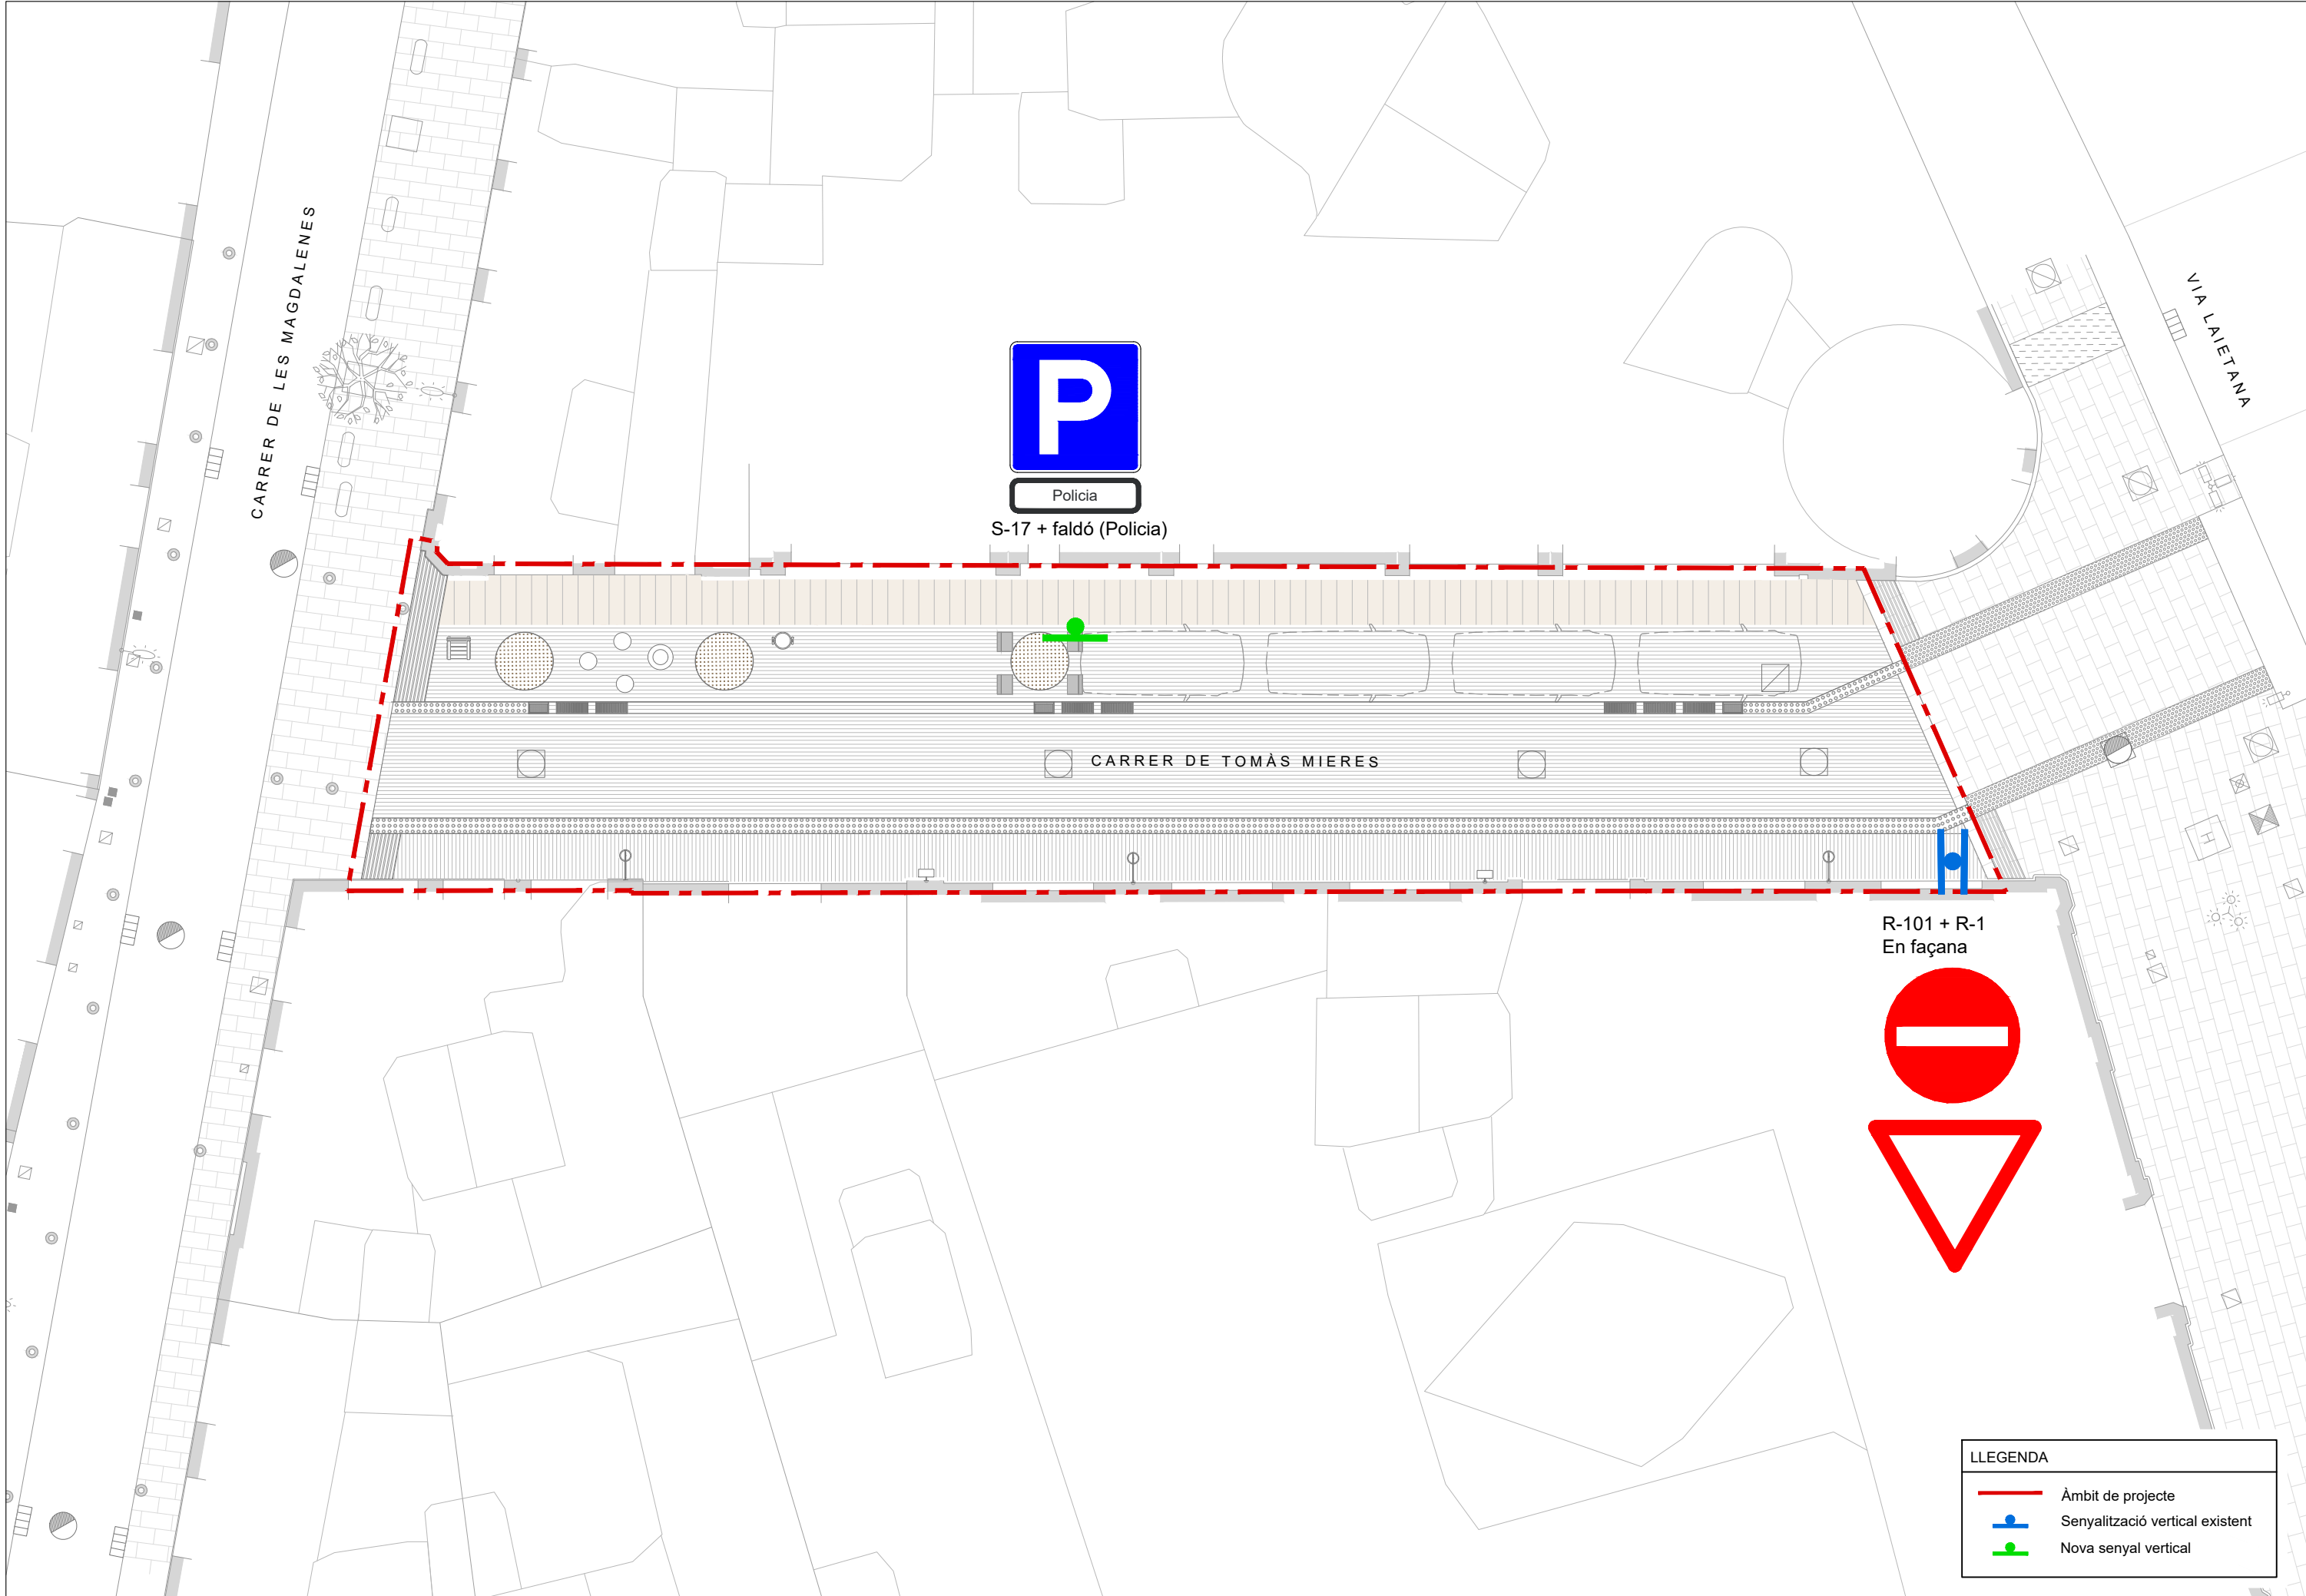 CARRER DE LES MAGDALENES
VIA LAIETANA
P
Policia
S-17 + faldó (Policia)
CARRER DE TOMÀS MIERES
R-101 + R-1
En façana
H
LLEGENDA
Àmbit de projecte
Senyalització vertical existent
Nova senyal vertical